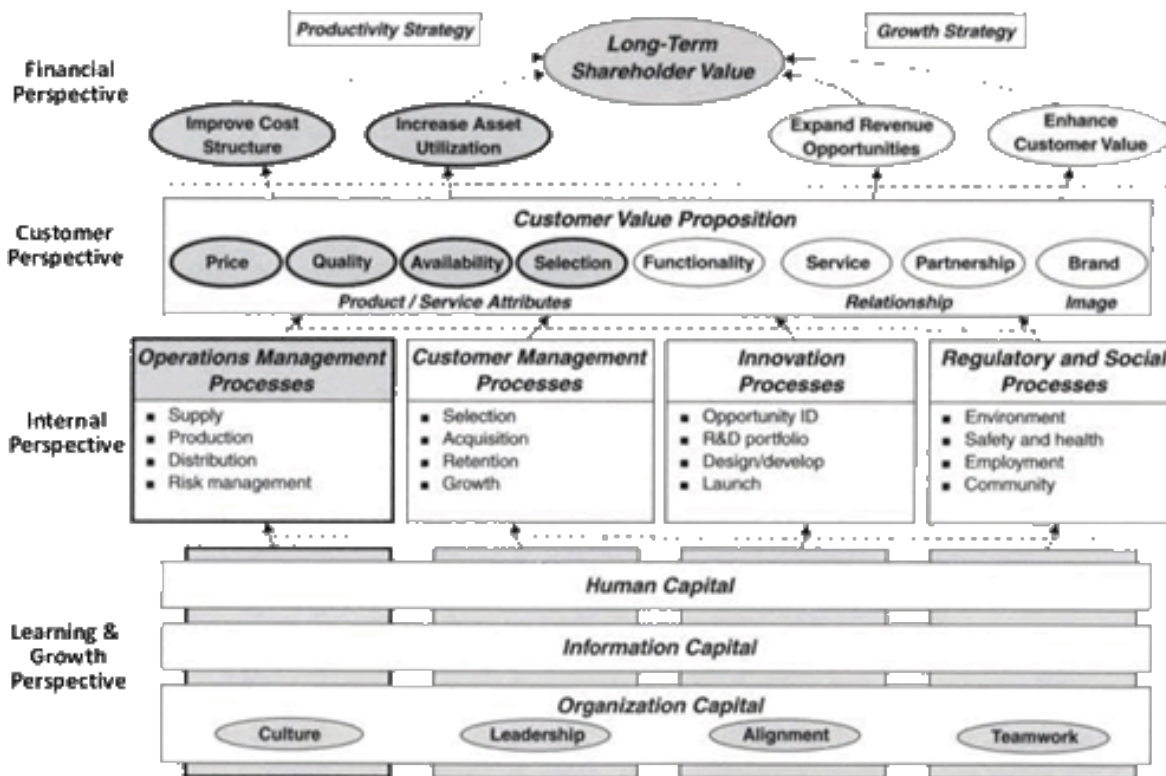 Productivity Strategy
Long-Term
Shareholder Value
Growth Strategy
Financial
Perspective
Improve Cost
Structure
Increase Asset
Utilization
Expand Revenue
Opportunities
Enhance
Customer Value
Customer
Perspective
Customer Value Proposition
Price
Quality
Availability
Selection
Functionality
Service
Partnership
Brand
Product / Service Attributes
Relationship
Image
Internal
Perspective
Operations Management
Processes
Supply
Production
Distribution
Risk management
Customer Management
Processes
Selection
Acquisition
Retention
Growth
Innovation
Processes
Opportunity ID
R&D portfolio
Design/develop
Launch
Regulatory and Social
Processes
Environment
Safety and health
Employment
Community
Learning &
Growth
Perspective
Human Capital
Information Capital
Organization Capital
Culture
Leadership
Alignment
Teamwork